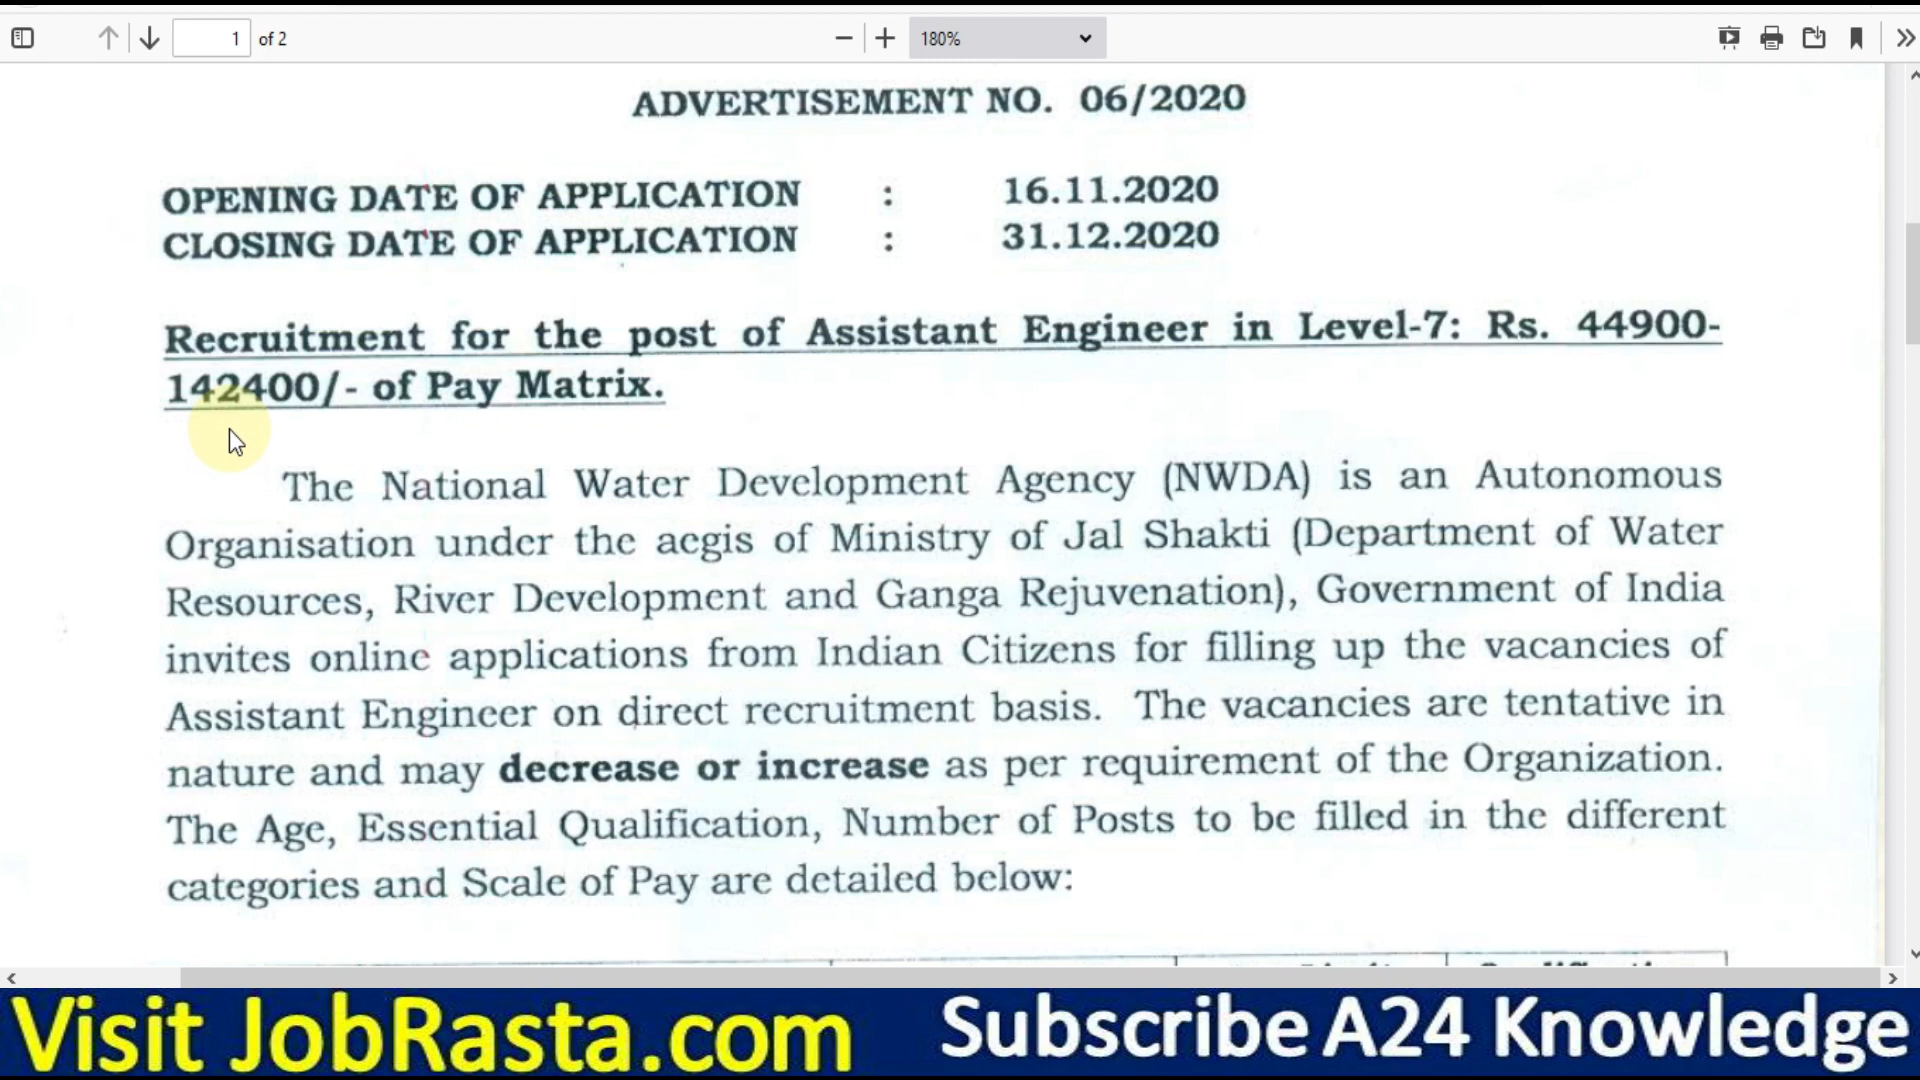 1 of 2 180%
ADVERTISEMENT NO. 06/2020
OPENING DATE OF APPLICATION : 16.11.2020
CLOSING DATE OF APPLICATION : 31.12.2020
Recruitment for the post of Assistant Engineer in Level-7: Rs. 44900-
142400/- of Pay Matrix.
The National Water Development Agency (NWDA) is an Autonomous
Organisation under the aegis of Ministry of Jal Shakti (Department of Water
Resources, River Development and Ganga Rejuvenation), Government of India
invites online applications from Indian Citizens for filling up the vacancies of
Assistant Engineer on direct recruitment basis. The vacancies are tentative in
nature and may decrease or increase as per requirement of the Organization.
The Age, Essential Qualification, Number of Posts to be filled in the different
categories and Scale of Pay are detailed below:
Visit JobRasta.com Subscribe A24 Knowledge